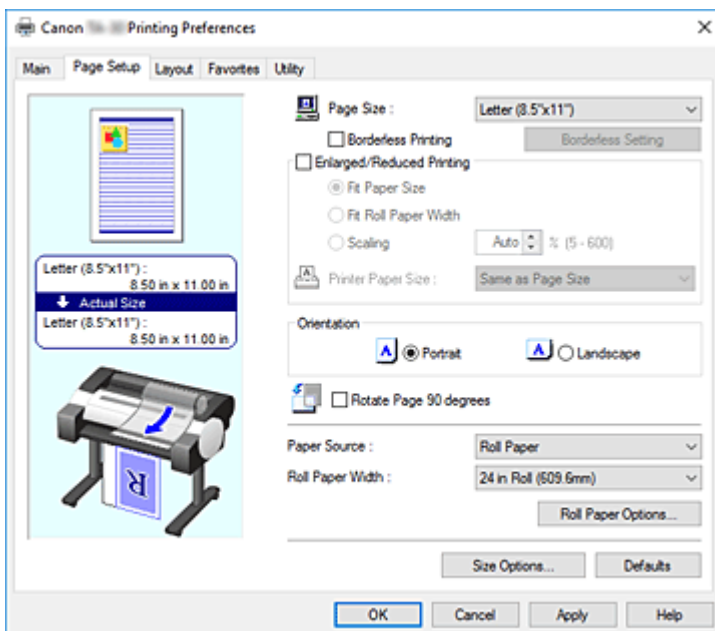 Canon Printing Preferences
Main Page Setup Layout Favorites Utility
Page Size : Letter (8.5"x11")
Borderless Printing Borderless Setting
Enlarged/Reduced Printing
Fit Paper Size
Fit Roll Paper Width
Scaling Auto % (5 - 600)
Printer Paper Size : Same as Page Size
Letter (8.5"x11") :
8.50 in x 11.00 in
Actual Size
Letter (8.5"x11") :
8.50 in x 11.00 in
Orientation
A Portrait A Landscape
Rotate Page 90 degrees
Paper Source : Roll Paper
Roll Paper Width : 24 in Roll (609.6mm)
Roll Paper Options...
R
Size Options... Defaults
OK Cancel Apply Help